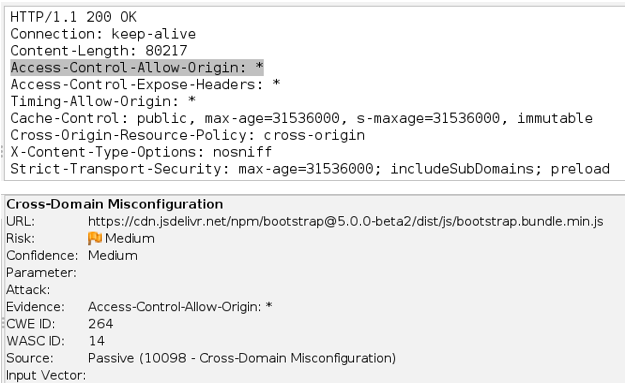 HTTP/1.1 200 OK
Connection: keep-alive
Content-Length: 80217
Access-Control-Allow-Origin: *
Access-Control-Expose-Headers: *
Timing-Allow-Origin: *
Cache-Control: public, max-age=31536000, s-maxage=31536000, immutable
Cross-Origin-Resource-Policy: cross-origin
X-Content-Type-Options: nosniff
Strict-Transport-Security: max-age=31536000; includeSubDomains; preload
Cross-Domain Misconfiguration
URL: https://cdn.jsdelivr.net/npm/bootstrap@5.0.0-beta2/dist/js/bootstrap.bundle.min.js
Risk: Medium
Confidence: Medium
Parameter:
Attack:
Evidence: Access-Control-Allow-Origin: *
CWE ID: 264
WASC ID: 14
Source: Passive (10098 - Cross-Domain Misconfiguration)
Input Vector: